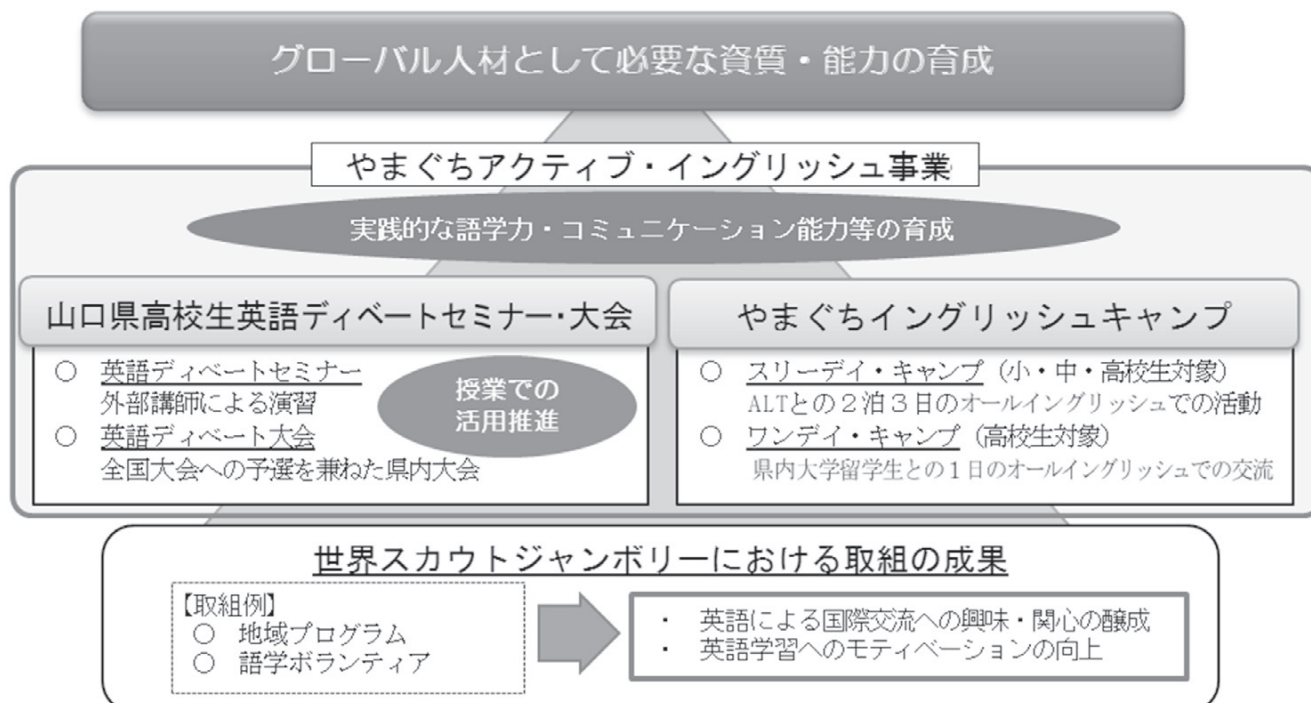 グローバル人材として必要な資質・能力の育成
やまぐちアクティブ・イングリッシュ事業
実践的な語学力・コミュニケーション能力等の育成
山口県高校生英語ディベートセミナー・大会
○ 英語ディベートセミナー
外部講師による演習
○ 英語ディベート大会
全国大会への予選を兼ねた県内大会
授業での
活用推進
やまぐちイングリッシュキャンプ
○ スリーデイ・キャンプ（小・中・高校生対象）
ALTとの２泊３日のオールイングリッシュでの活動
○ ワンデイ・キャンプ（高校生対象）
県内大学留学生との１日のオールイングリッシュでの交流
世界スカウトジャンボリーにおける取組の成果
【取組例】
○ 地域プログラム
○ 語学ボランティア
・ 英語による国際交流への興味・関心の醸成
・ 英語学習へのモティベーションの向上